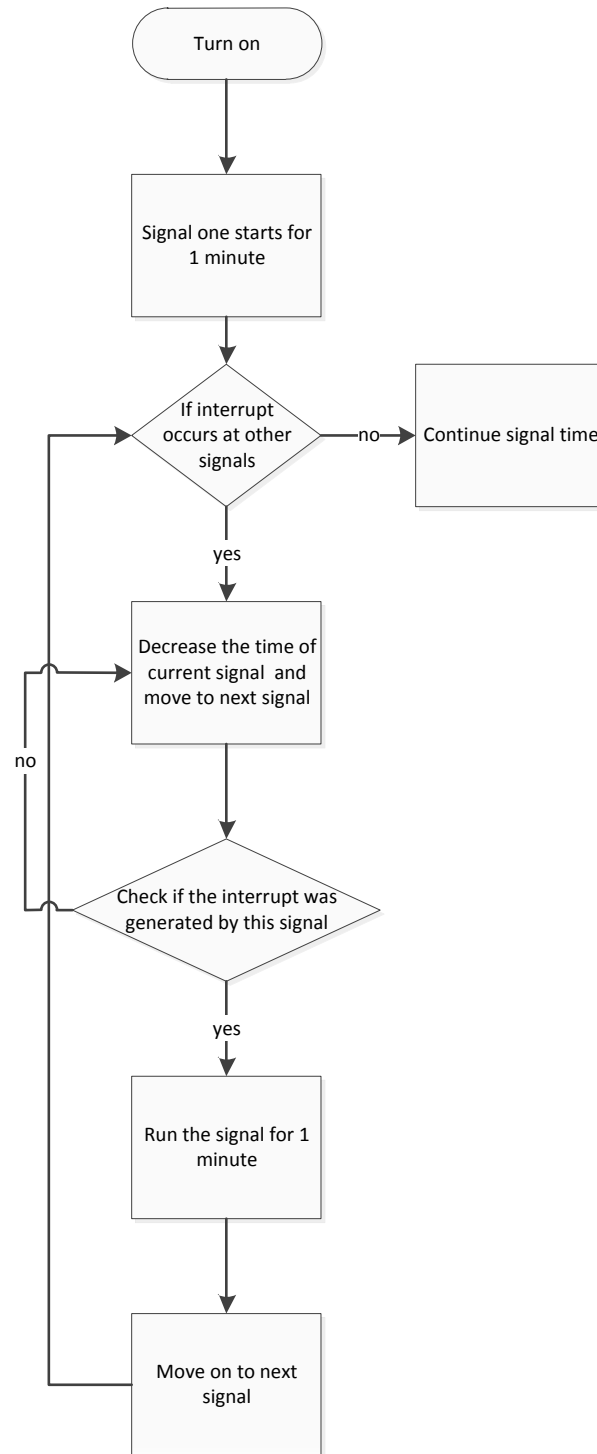 Turn on
Signal one starts for
1 minute
If interrupt
occurs at other
signals
no
Continue signal time
yes
Decrease the time of
current signal and
move to next signal
no
Check if the interrupt was
generated by this signal
yes
Run the signal for 1
minute
Move on to next
signal